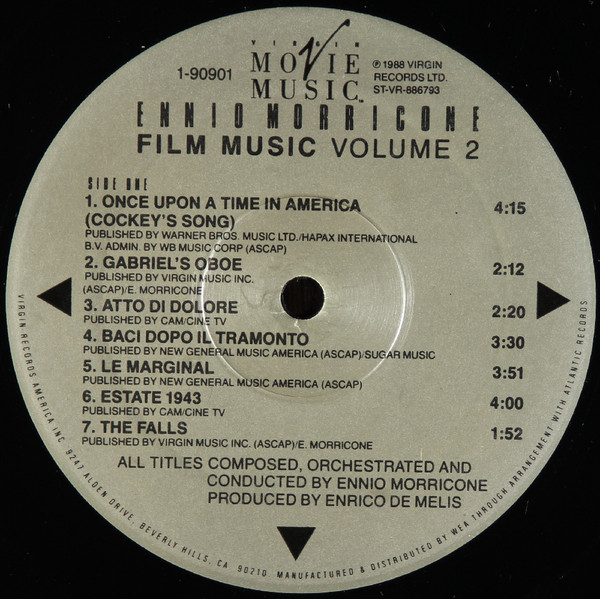 VIRGIN
MOVIE
MUSIC™
1-90901
℗1988 VIRGIN
RECORDS LTD.
ST-VR-886793
ENNIO MORRICONE
FILM MUSIC VOLUME 2
SIDE ONE
1. ONCE UPON A TIME IN AMERICA 4:15
(COCKEY'S SONG)
PUBLISHED BY WARNER BROS. MUSIC LTD./HAPAX INTERNATIONAL
B.V. ADMIN. BY WB MUSIC CORP (ASCAP)
2. GABRIEL'S OBOE 2:12
PUBLISHED BY VIRGIN MUSIC INC.
(ASCAP)/E. MORRICONE
3. ATTO DI DOLORE 2:20
PUBLISHED BY CAM/CINE TV
4. BACI DOPO IL TRAMONTO 3:30
PUBLISHED BY NEW GENERAL MUSIC AMERICA (ASCAP)/SUGAR MUSIC
5. LE MARGINAL 3:51
PUBLISHED BY NEW GENERAL MUSIC AMERICA (ASCAP)
6. ESTATE 1943 4:00
PUBLISHED BY CAM/CINE TV
7. THE FALLS 1:52
PUBLISHED BY VIRGIN MUSIC INC. (ASCAP)/E. MORRICONE
ALL TITLES COMPOSED, ORCHESTRATED AND
CONDUCTED BY ENNIO MORRICONE
PRODUCED BY ENRICO DE MELIS
VIRGIN RECORDS AMERICA INC. 9247 ALDEN DRIVE, BEVERLY HILLS, CA 90210. MANUFACTURED & DISTRIBUTED BY WEA THROUGH ARRANGEMENT WITH ATLANTIC RECORDS